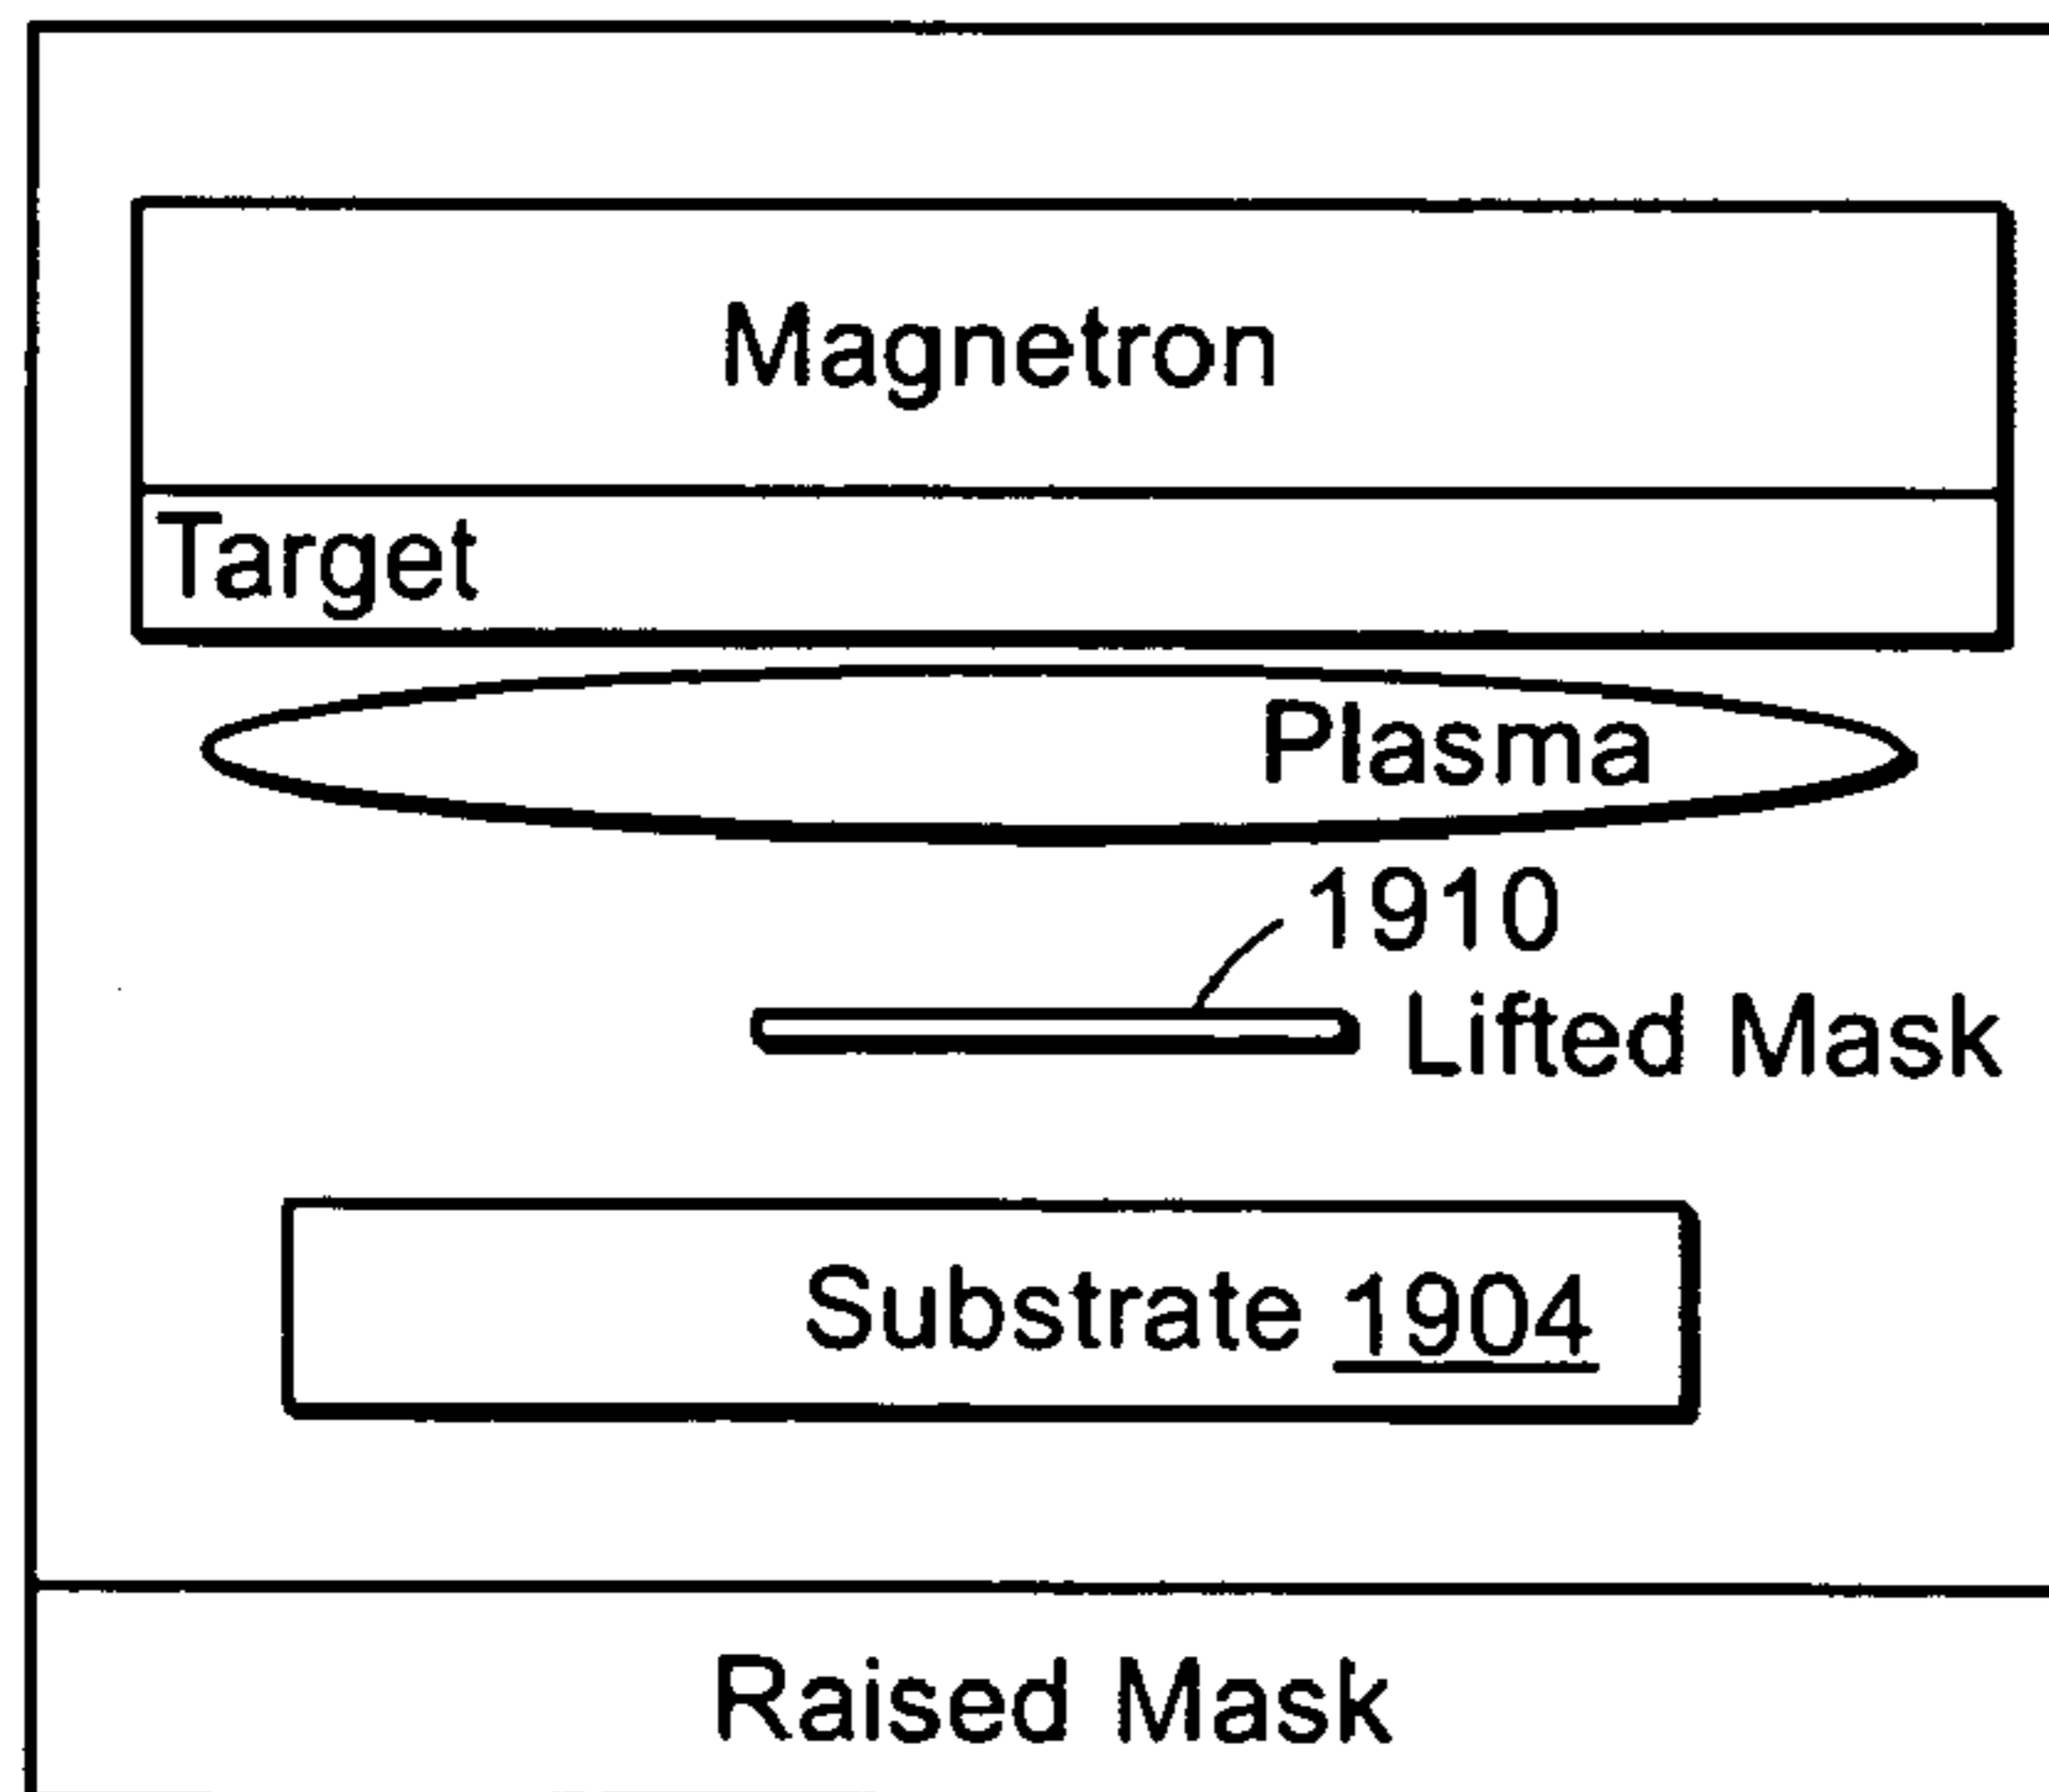 Magnetron
Target
Plasma
1910
Lifted Mask
Substrate 1904
Raised Mask